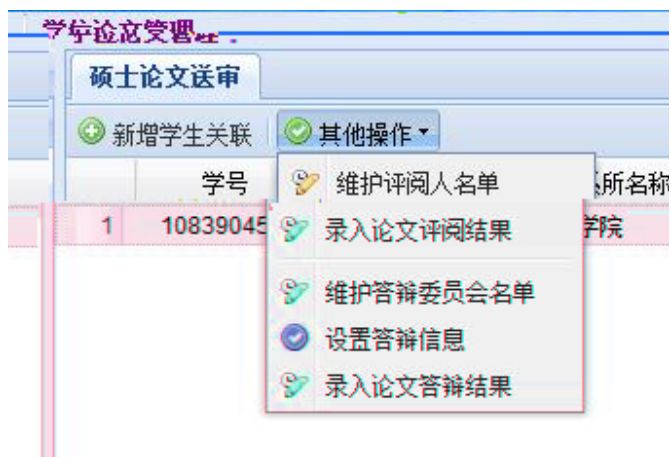 学位论文管理
硕士论文送审
新增学生关联 其他操作
学号 维护评阅人名单 所名称
1 10839045 录入论文评阅结果 学院
维护答辩委员会名单
设置答辩信息
录入论文答辩结果